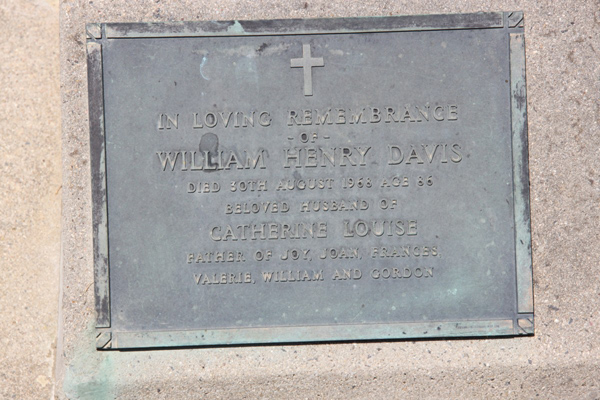 IN LOVING REMEMBRANCE
- OF -
WILLIAM HENRY DAVIS
DIED 30TH AUGUST 1968 AGE 86
BELOVED HUSBAND OF
CATHERINE LOUISE
FATHER OF JOY, JOAN, FRANCES,
VALERIE, WILLIAM AND GORDON